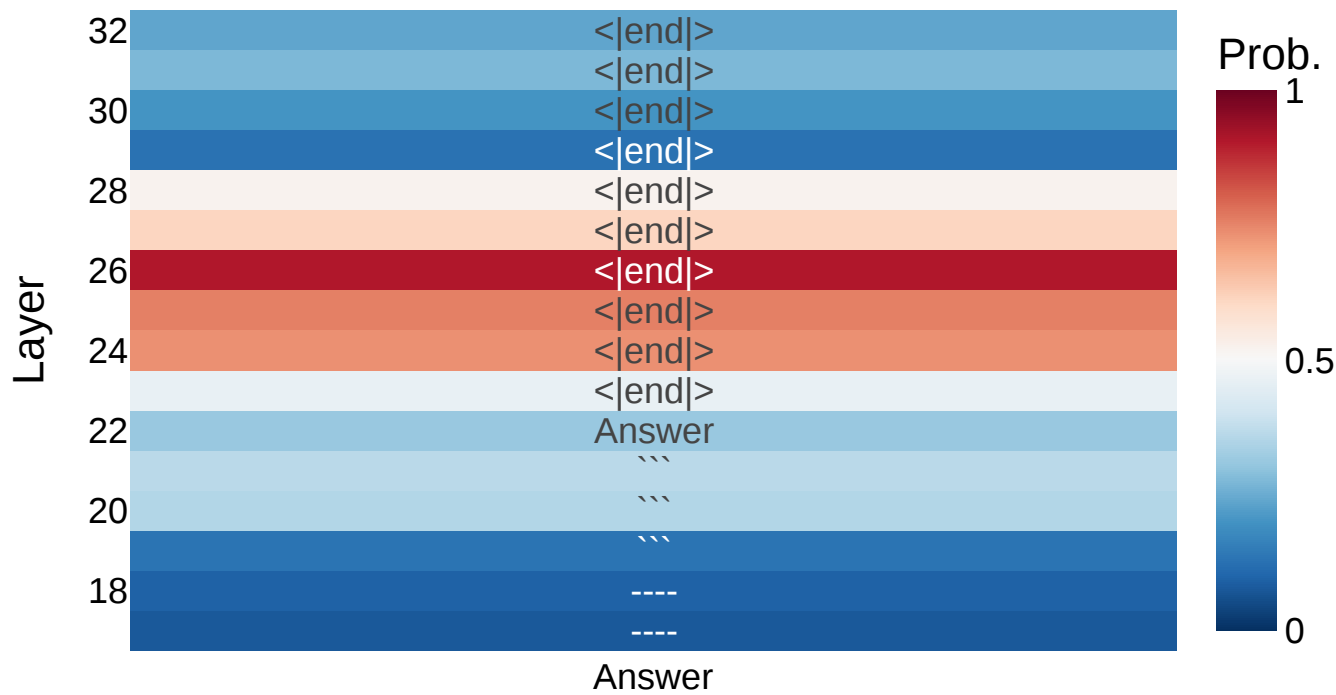 32 <|end|>
<|end|>
30 <|end|>
<|end|>
28 <|end|>
<|end|>
26 <|end|>
<|end|>
24 <|end|>
<|end|>
22 Answer
```
20 ```
```
18 ----
----
Answer
Layer
Prob.
1
0.5
0